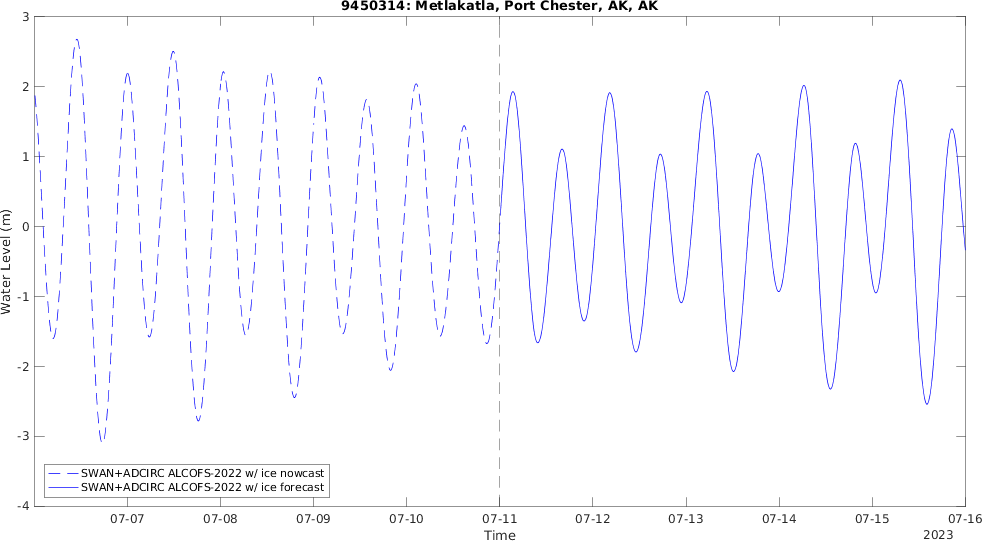 9450314: Metlakatla, Port Chester, AK, AK
3
2
1
0
-1
-2
-3
-4
Water Level (m)
SWAN+ADCIRC ALCOFS-2022 w/ ice nowcast
SWAN+ADCIRC ALCOFS-2022 w/ ice forecast
07-07 07-08 07-09 07-10 07-11 07-12 07-13 07-14 07-15 07-16
Time
2023